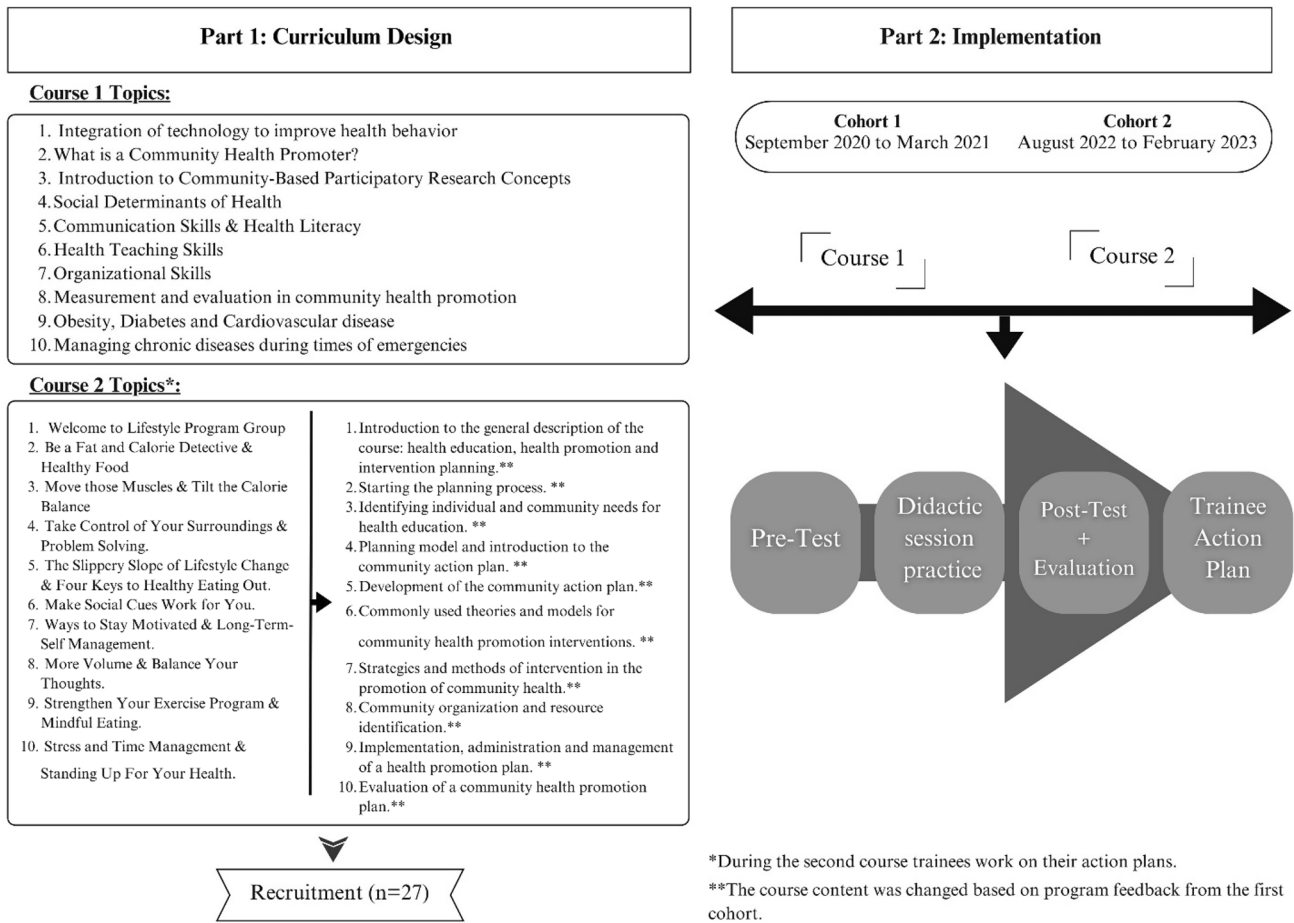 Part 1: Curriculum Design
Course 1 Topics:
1. Integration of technology to improve health behavior
2. What is a Community Health Promoter?
3. Introduction to Community-Based Participatory Research Concepts
4. Social Determinants of Health
5. Communication Skills & Health Literacy
6. Health Teaching Skills
7. Organizational Skills
8. Measurement and evaluation in community health promotion
9. Obesity, Diabetes and Cardiovascular disease
10. Managing chronic diseases during times of emergencies
Course 2 Topics*:
1. Welcome to Lifestyle Program Group
2. Be a Fat and Calorie Detective &
Healthy Food
3. Move those Muscles & Tilt the Calorie
Balance
4. Take Control of Your Surroundings &
Problem Solving.
5. The Slippery Slope of Lifestyle Change
& Four Keys to Healthy Eating Out.
6. Make Social Cues Work for You.
7. Ways to Stay Motivated & Long-Term-
Self Management.
8. More Volume & Balance Your
Thoughts.
9. Strengthen Your Exercise Program &
Mindful Eating.
10. Stress and Time Management &
Standing Up For Your Health.
1. Introduction to the general description of the
course: health education, health promotion and
intervention planning.**
2. Starting the planning process. **
3. Identifying individual and community needs for
health education. **
4. Planning model and introduction to the
community action plan. **
5. Development of the community action plan.**
6. Commonly used theories and models for
community health promotion interventions. **
7. Strategies and methods of intervention in the
promotion of community health.**
8. Community organization and resource
identification.**
9. Implementation, administration and management
of a health promotion plan. **
10. Evaluation of a community health promotion
plan.**
Recruitment (n=27)
Part 2: Implementation
Cohort 1
September 2020 to March 2021
Cohort 2
August 2022 to February 2023
Course 1
Course 2
Pre-Test
Didactic
session
practice
Post-Test
+
Evaluation
Trainee
Action
Plan
*During the second course trainees work on their action plans.
**The course content was changed based on program feedback from the first
cohort.